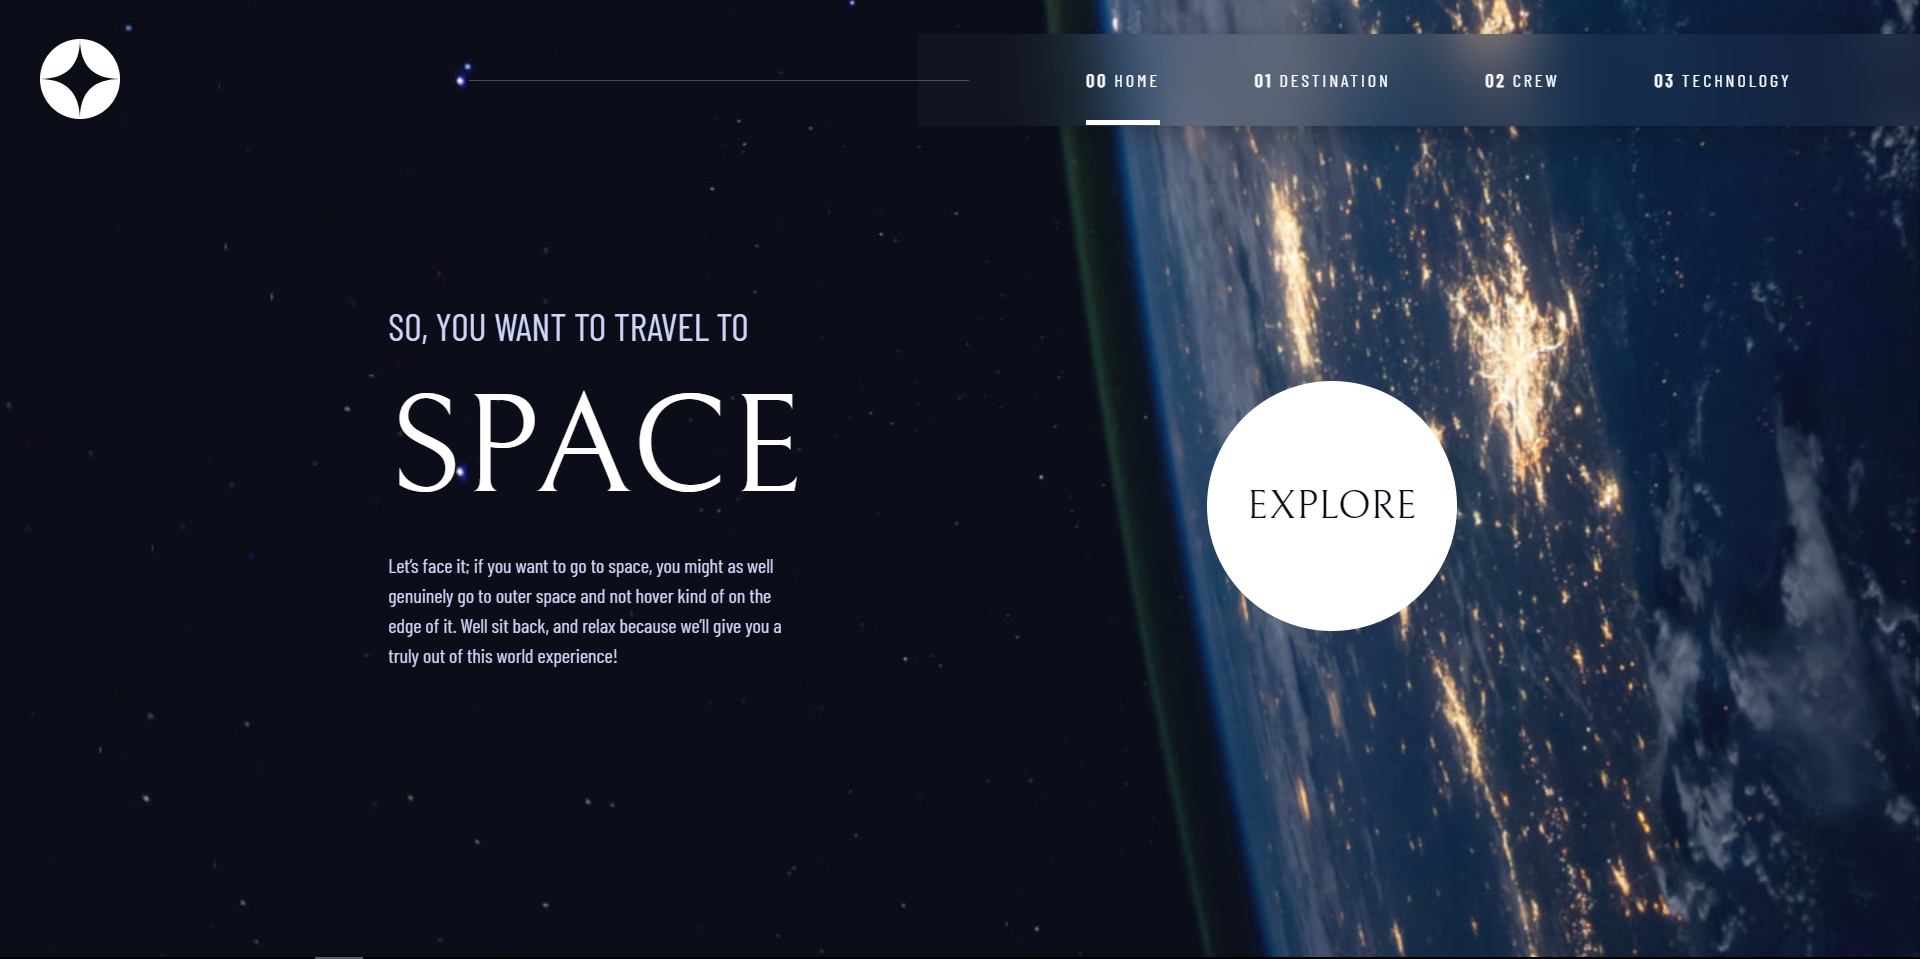 00 HOME
01 DESTINATION
02 CREW
03 TECHNOLOGY
SO, YOU WANT TO TRAVEL TO
SPACE
Let’s face it; if you want to go to space, you might as well
genuinely go to outer space and not hover kind of on the
edge of it. Well sit back, and relax because we’ll give you a
truly out of this world experience!
EXPLORE